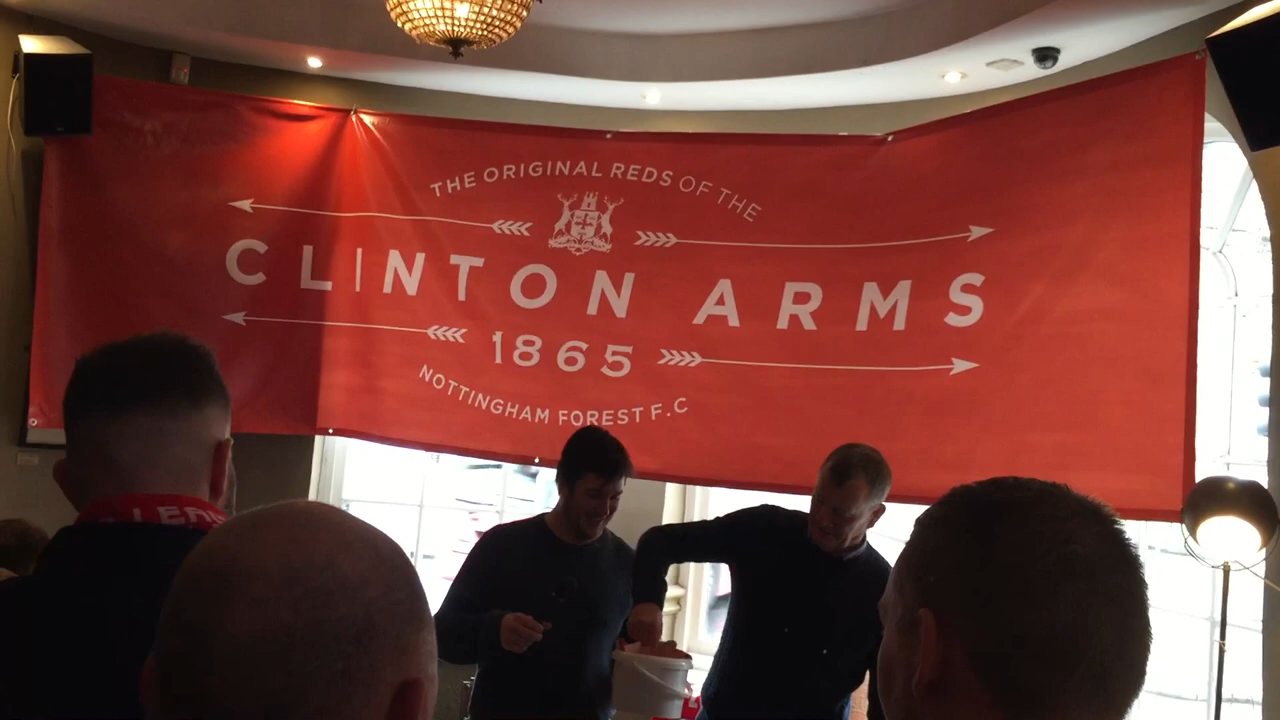 THE ORIGINAL REDS OF THE
CLINTON ARMS
1865
NOTTINGHAM FOREST F.C